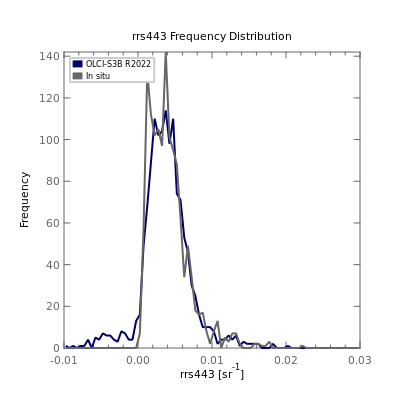 rrs443 Frequency Distribution
140
120
100
80
60
40
20
0
Frequency
OLCI-S3B R2022
In situ
-0.01 0.00 0.01 0.02 0.03
rrs443 [sr⁻¹]